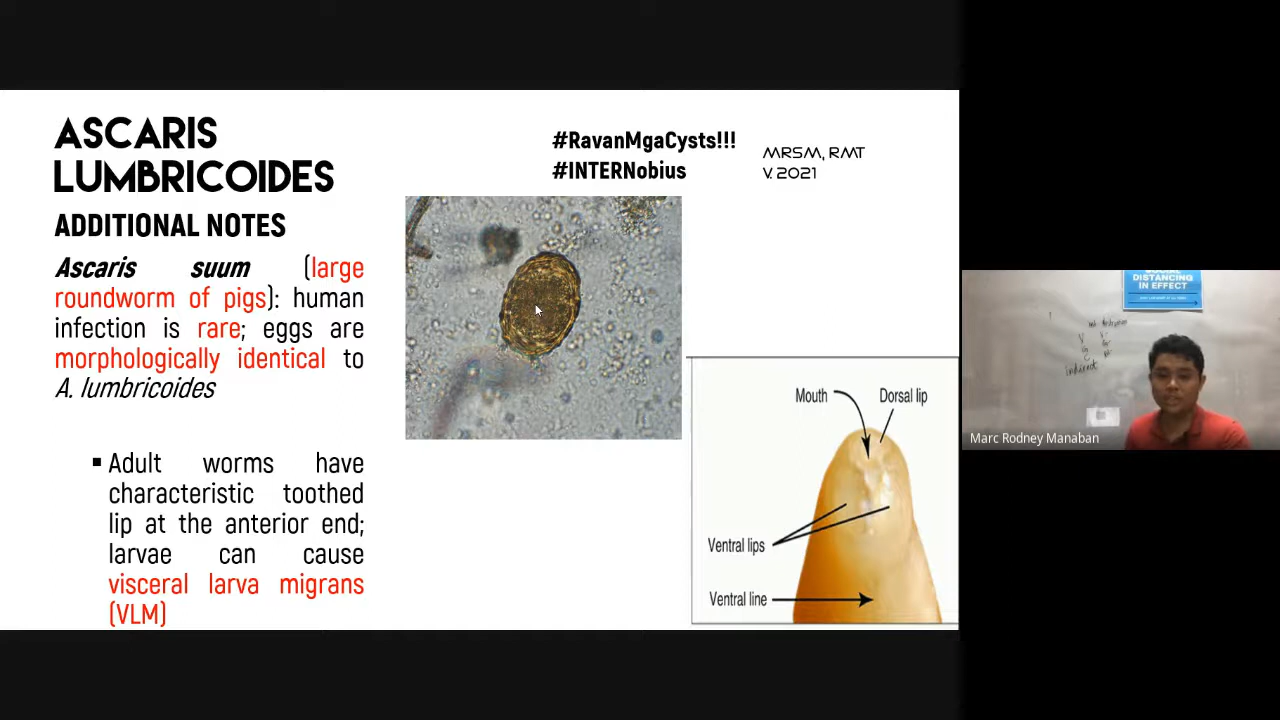 ASCARIS
LUMBRICOIDES
ADDITIONAL NOTES
Ascaris suum (large
roundworm of pigs): human
infection is rare; eggs are
morphologically identical to
A. lumbricoides
▪ Adult worms have
characteristic toothed
lip at the anterior end;
larvae can cause
visceral larva migrans
(VLM)
#RavanMgaCysts!!!
#INTERNobius
MRSM, RMT
V. 2021
Mouth
Dorsal lip
Ventral lips
Ventral line
DISTANCING
IN EFFECT
indirect
Marc Rodney Manaban